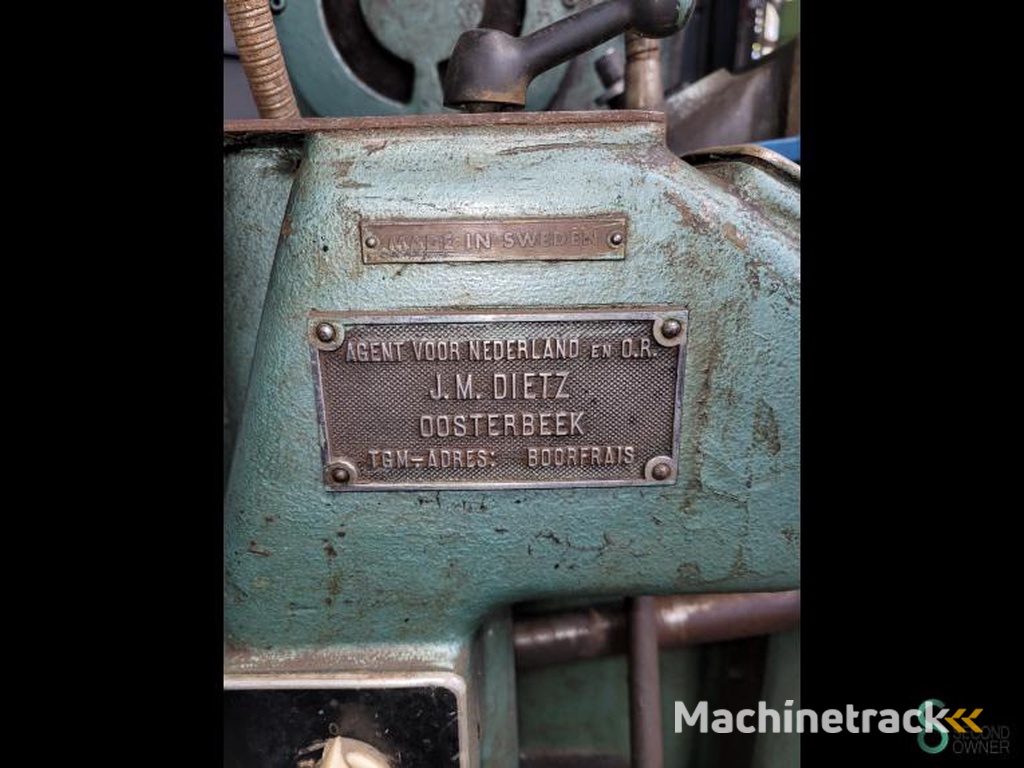 MADE IN SWEDEN
AGENT VOOR NEDERLAND EN O.R.
J.M. DIETZ
OOSTERBEEK
TGM-ADRES: BOORFRAIS
Machinetrack
SECOND
OWNER